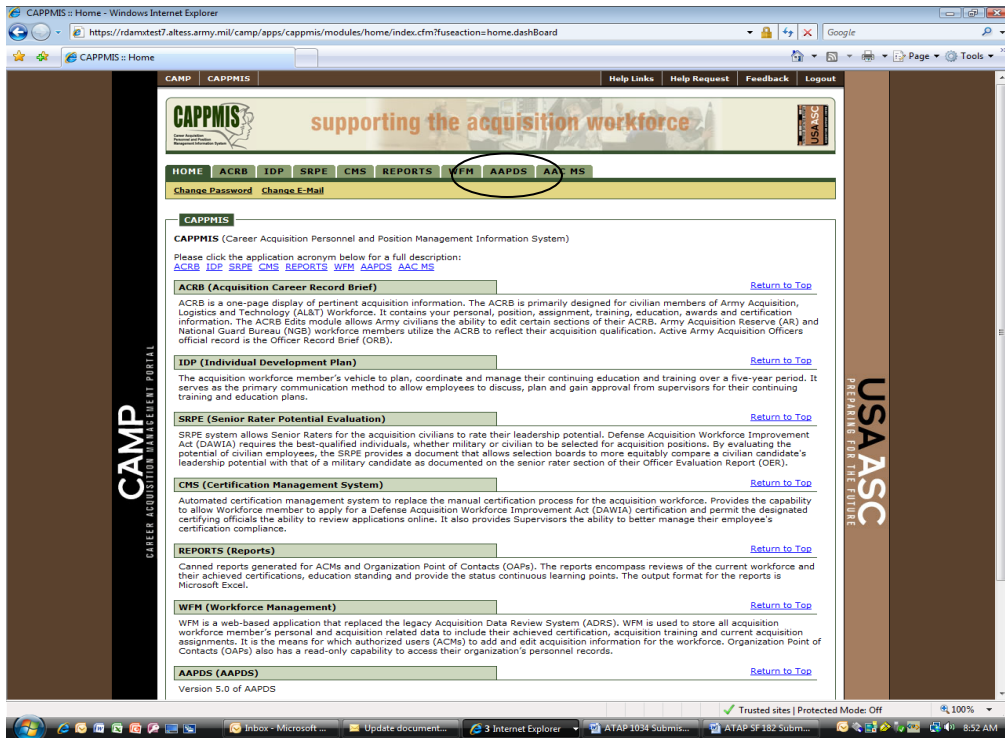 CAPPMIS :: Home - Windows Internet Explorer
https://rdamxtest7.altess.army.mil/camp/apps/cappmis/modules/home/index.cfm?fuseaction=home.dashBoard
Google
CAPPMIS :: Home
Page
Tools
CAMP CAPPMIS Help Links Help Request Feedback Logout
CAPPMIS
Career Acquisition
Personnel and Position
Management Information System
supporting the acquisition workforce
USAASC
HOME ACRB IDP SRPE CMS REPORTS WFM AAPDS AAC MS
Change Password Change E-Mail
CAPPMIS
CAPPMIS (Career Acquisition Personnel and Position Management Information System)
Please click the application acronym below for a full description:
ACRB IDP SRPE CMS REPORTS WFM AAPDS AAC MS
ACRB (Acquisition Career Record Brief) Return to Top
ACRB is a one-page display of pertinent acquisition information. The ACRB is primarily designed for civilian members of Army Acquisition,
Logistics and Technology (AL&T) Workforce. It contains your personal, position, assignment, training, education, awards and certification
information. The ACRB Edits module allows Army civilians the ability to edit certain sections of their ACRB. Army Acquisition Reserve (AR) and
National Guard Bureau (NGB) workforce members utilize the ACRB to reflect their acquisition qualification. Active Army Acquisition Officers
official record is the Officer Record Brief (ORB).
IDP (Individual Development Plan) Return to Top
The acquisition workforce member's vehicle to plan, coordinate and manage their continuing education and training over a five-year period. It
serves as the primary communication method to allow employees to discuss, plan and gain approval from supervisors for their continuing
training and education plans.
SRPE (Senior Rater Potential Evaluation) Return to Top
SRPE system allows Senior Raters for the acquisition civilians to rate their leadership potential. Defense Acquisition Workforce Improvement
Act (DAWIA) requires the best-qualified individuals, whether military or civilian to be selected for acquisition positions. By evaluating the
potential of civilian employees, the SRPE provides a document that allows selection boards to more equitably compare a civilian candidate's
leadership potential with that of a military candidate as documented on the senior rater section of their Officer Evaluation Report (OER).
CMS (Certification Management System) Return to Top
Automated certification management system to replace the manual certification process for the acquisition workforce. Provides the capability
to allow Workforce member to apply for a Defense Acquisition Workforce Improvement Act (DAWIA) certification and permit the designated
certifying officials the ability to review applications online. It also provides Supervisors the ability to better manage their employee's
certification compliance.
REPORTS (Reports) Return to Top
Canned reports generated for ACMs and Organization Point of Contacts (OAPs). The reports encompass reviews of the current workforce and
their achieved certifications, education standing and provide the status continuous learning points. The output format for the reports is
Microsoft Excel.
WFM (Workforce Management) Return to Top
WFM is a web-based application that replaced the legacy Acquisition Data Review System (ADRS). WFM is used to store all acquisition
workforce member's personal and acquisition related data to include their achieved certification, acquisition training and current acquisition
assignments. It is the means for which authorized users (ACMs) to add and edit acquisition information for the workforce. Organization Point of
Contacts (OAPs) also has a read-only capability to access their organization's personnel records.
AAPDS (AAPDS) Return to Top
Version 5.0 of AAPDS
CAMP
CAREER ACQUISITION MANAGEMENT PORTAL
USA ASC
PREPARING FOR THE FUTURE
Trusted sites | Protected Mode: Off 100%
Inbox - Microsoft ... Update document... 3 Internet Explorer ATAP 1034 Submis... ATAP SF 182 Subm... 8:52 AM